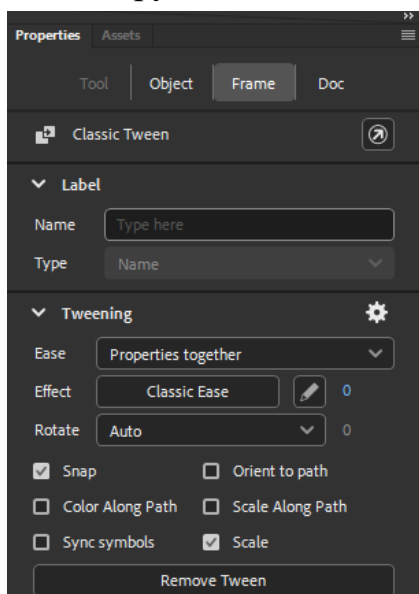 Properties Assets
Tool Object Frame Doc
Classic Tween
Label
Name Type here
Type Name
Tweening
Ease Properties together
Effect Classic Ease 0
Rotate Auto 0
Snap Orient to path
Color Along Path Scale Along Path
Sync symbols Scale
Remove Tween